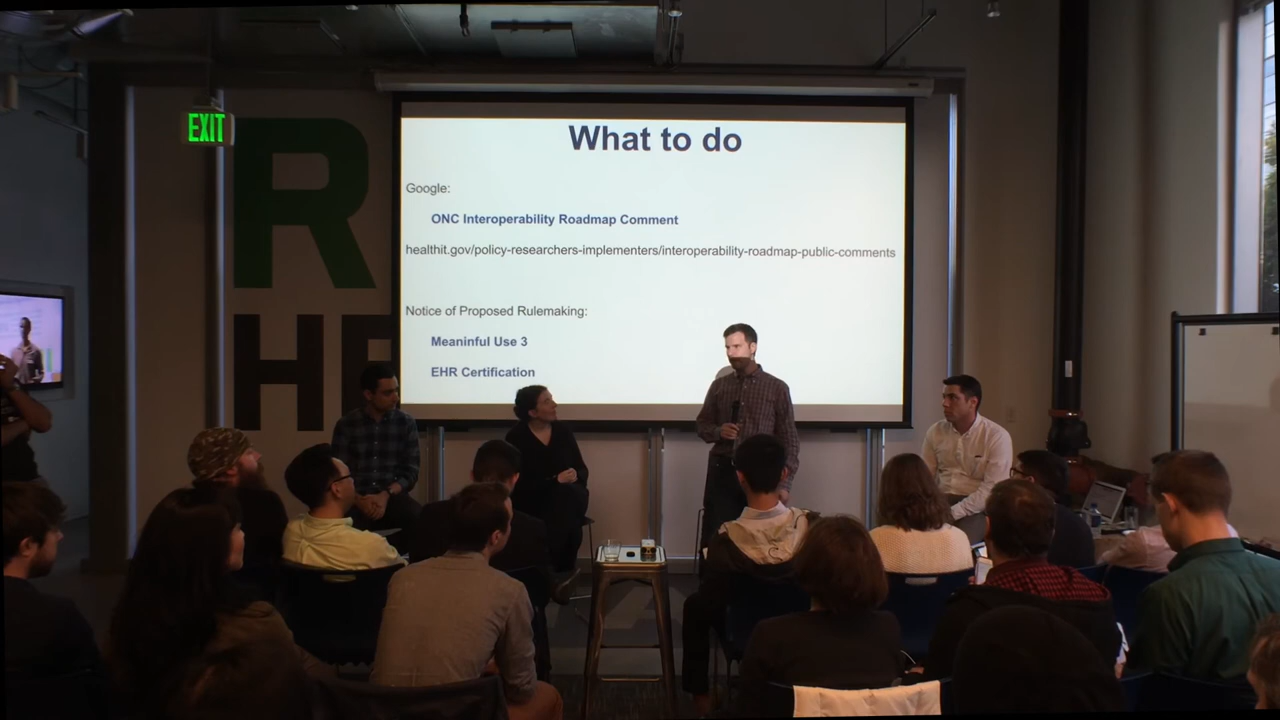 EXIT
R
HE
What to do
Google:
ONC Interoperability Roadmap Comment
healthit.gov/policy-researchers-implementers/interoperability-roadmap-public-comments
Notice of Proposed Rulemaking:
Meaninful Use 3
EHR Certification